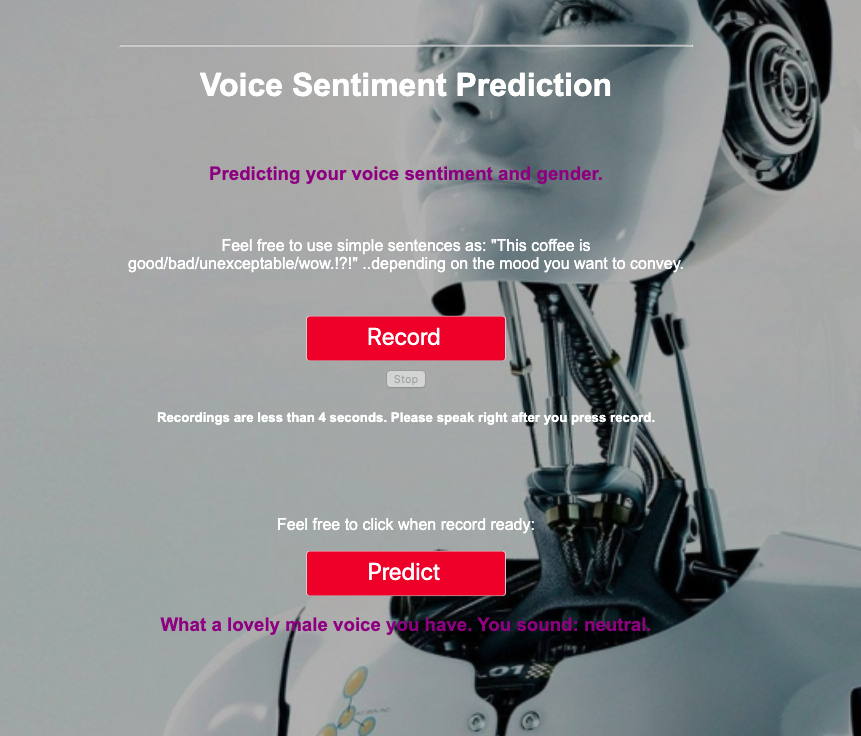 Voice Sentiment Prediction
Predicting your voice sentiment and gender.
Feel free to use simple sentences as: "This coffee is
good/bad/unexceptable/wow.!?!" ..depending on the mood you want to convey.
Record
Stop
Recordings are less than 4 seconds. Please speak right after you press record.
Feel free to click when record ready:
Predict
What a lovely male voice you have. You sound: neutral.
.01